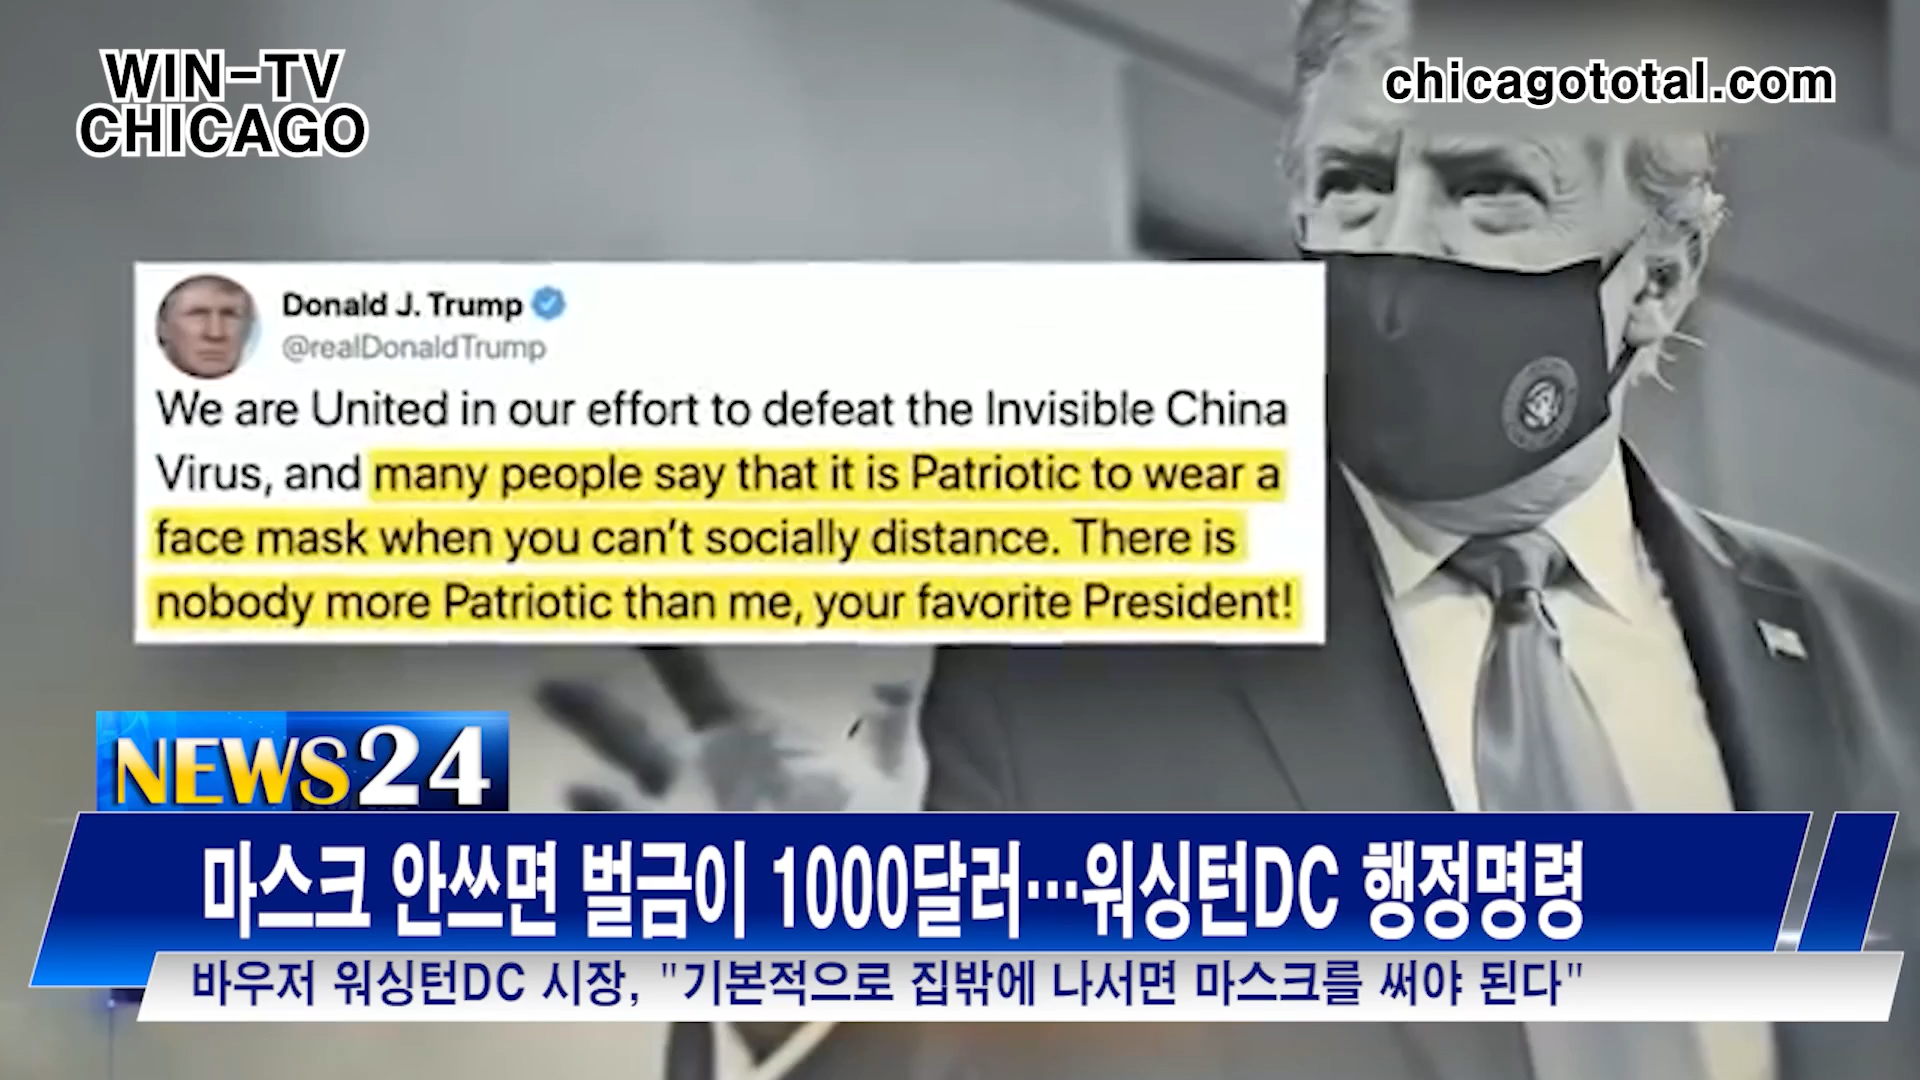 WIN-TV
CHICAGO
chicagototal.com
Donald J. Trump
@realDonaldTrump
We are United in our effort to defeat the Invisible China
Virus, and many people say that it is Patriotic to wear a
face mask when you can't socially distance. There is
nobody more Patriotic than me, your favorite President!
NEWS24
마스크 안쓰면 벌금이 1000달러…워싱턴DC 행정명령
바우저 워싱턴DC 시장, "기본적으로 집밖에 나서면 마스크를 써야 된다"